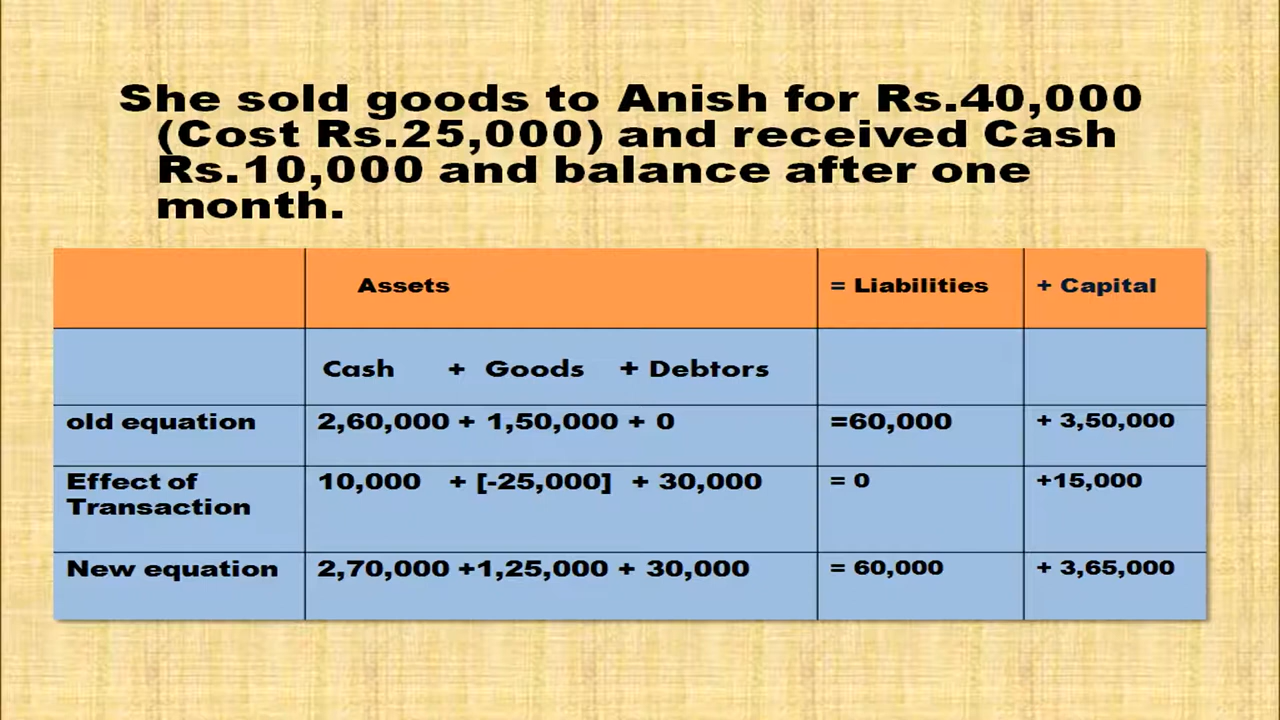 She sold goods to Anish for Rs.40,000
(Cost Rs.25,000) and received Cash
Rs.10,000 and balance after one
month.
Assets = Liabilities + Capital
Cash + Goods + Debtors
old equation 2,60,000 + 1,50,000 + 0 =60,000 + 3,50,000
Effect of 10,000 + [-25,000] + 30,000 = 0 +15,000
Transaction
New equation 2,70,000 +1,25,000 + 30,000 = 60,000 + 3,65,000